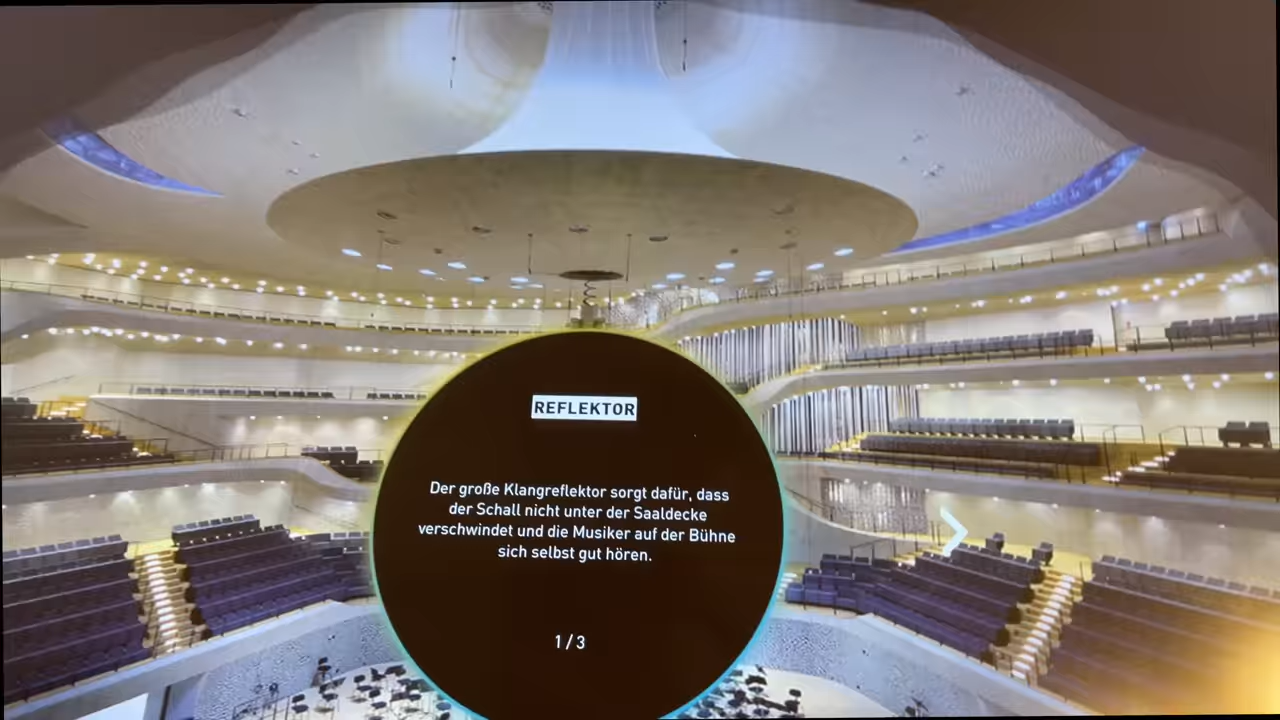 REFLEKTOR
Der große Klangreflektor sorgt dafür, dass
der Schall nicht unter der Saaldecke
verschwindet und die Musiker auf der Bühne
sich selbst gut hören.
1/3